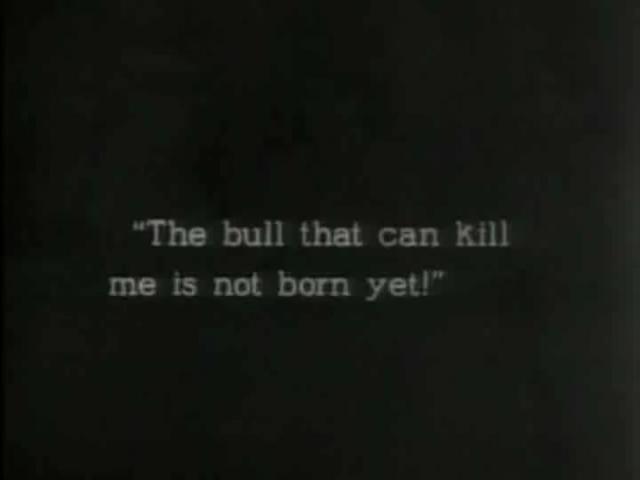 “The bull that can kill
me is not born yet!”